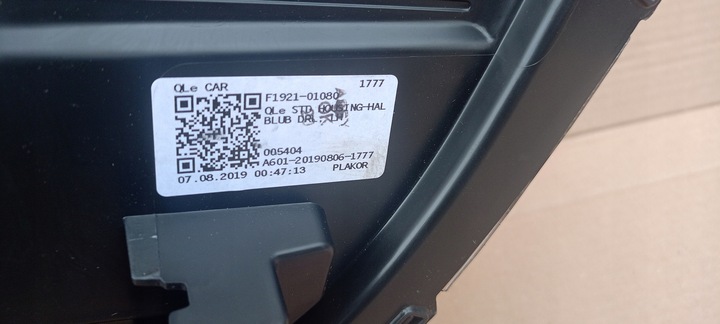 QLe CAR 1777
F1921-01080
QLe STD HOUSING-HAL
BLUB DRL-LH
005404
A601-20190806-1777
07.08.2019 00:47:13 PLAKOR